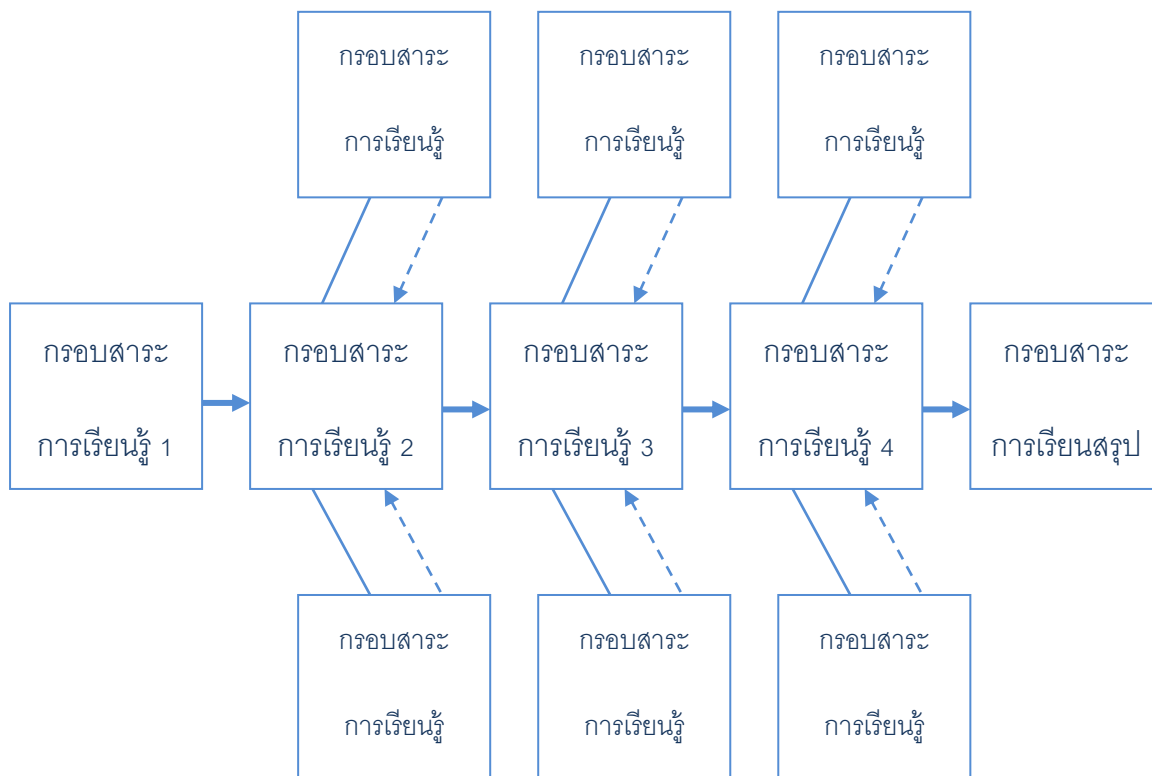 กรอบสาระ
การเรียนรู้
กรอบสาระ
การเรียนรู้
กรอบสาระ
การเรียนรู้
กรอบสาระ
การเรียนรู้ 1
กรอบสาระ
การเรียนรู้ 2
กรอบสาระ
การเรียนรู้ 3
กรอบสาระ
การเรียนรู้ 4
กรอบสาระ
การเรียนสรุป
กรอบสาระ
การเรียนรู้
กรอบสาระ
การเรียนรู้
กรอบสาระ
การเรียนรู้